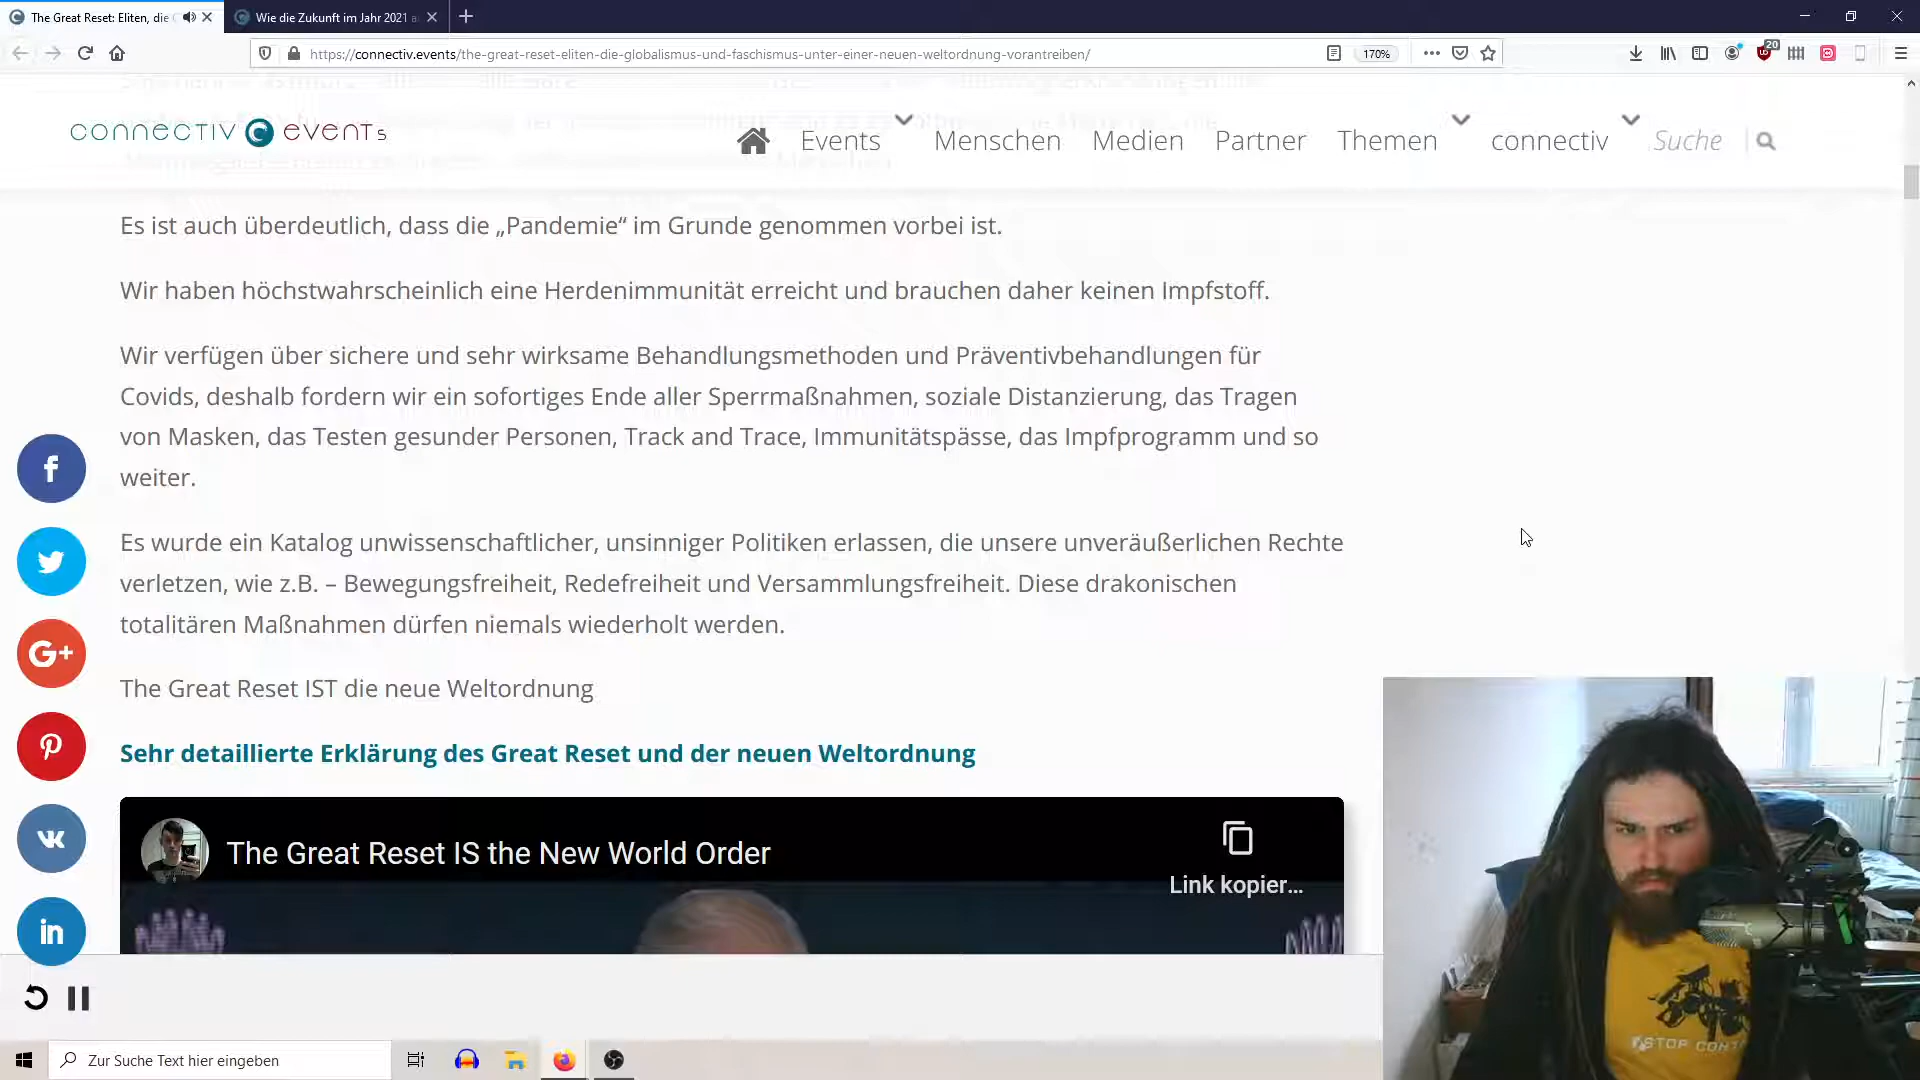 The Great Reset: Eliten, die
Wie die Zukunft im Jahr 2021
https://connectiv.events/the-great-reset-eliten-die-globalismus-und-faschismus-unter-einer-neuen-weltordnung-vorantreiben/
170%
20
connectiv events
Events
Menschen
Medien
Partner
Themen
connectiv
Suche
Es ist auch überdeutlich, dass die „Pandemie“ im Grunde genommen vorbei ist.
Wir haben höchstwahrscheinlich eine Herdenimmunität erreicht und brauchen daher keinen Impfstoff.
Wir verfügen über sichere und sehr wirksame Behandlungsmethoden und Präventivbehandlungen für
Covids, deshalb fordern wir ein sofortiges Ende aller Sperrmaßnahmen, soziale Distanzierung, das Tragen
von Masken, das Testen gesunder Personen, Track and Trace, Immunitätspässe, das Impfprogramm und so
weiter.
Es wurde ein Katalog unwissenschaftlicher, unsinniger Politiken erlassen, die unsere unveräußerlichen Rechte
verletzen, wie z.B. – Bewegungsfreiheit, Redefreiheit und Versammlungsfreiheit. Diese drakonischen
totalitären Maßnahmen dürfen niemals wiederholt werden.
The Great Reset IST die neue Weltordnung
Sehr detaillierte Erklärung des Great Reset und der neuen Weltordnung
The Great Reset IS the New World Order
Link kopier...
f
G+
in
STOP
Zur Suche Text hier eingeben